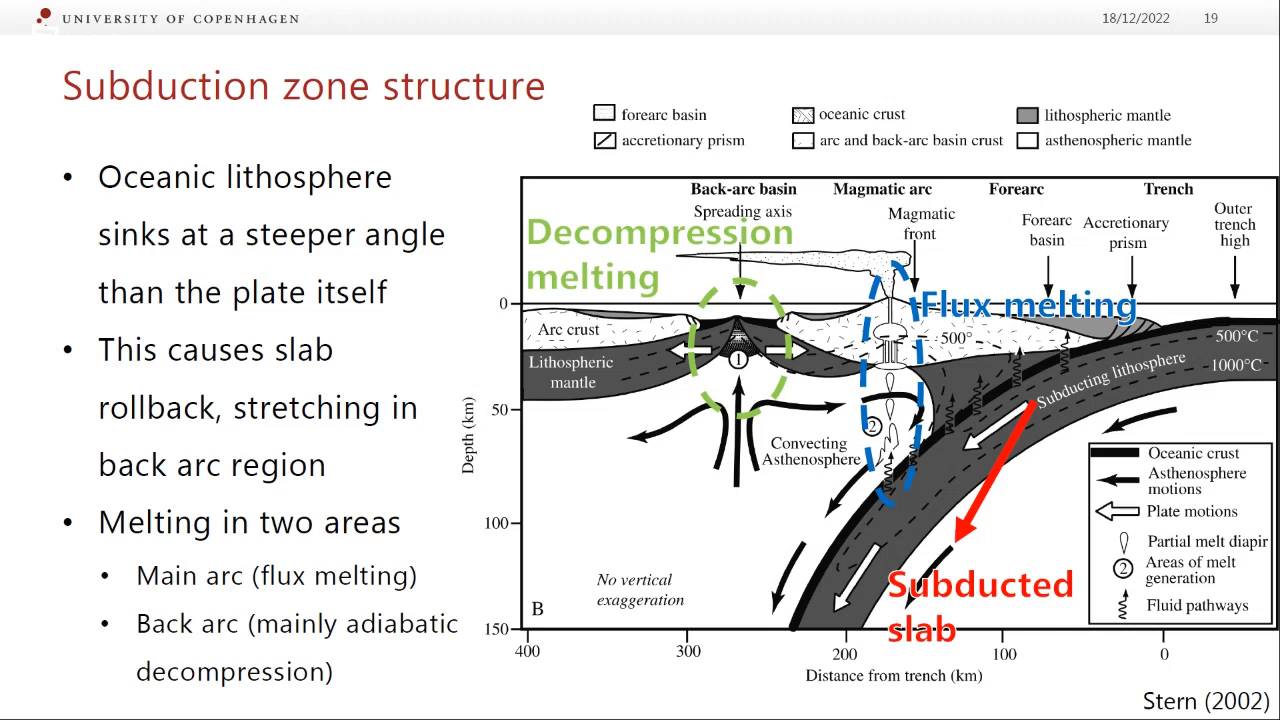 UNIVERSITY OF COPENHAGEN
18/12/2022 19
Subduction zone structure
• Oceanic lithosphere
sinks at a steeper angle
than the plate itself
• This causes slab
rollback, stretching in
back arc region
• Melting in two areas
• Main arc (flux melting)
• Back arc (mainly adiabatic
decompression)
forearc basin
oceanic crust
lithospheric mantle
accretionary prism
arc and back-arc basin crust
asthenospheric mantle
Back-arc basin
Magmatic arc
Forearc
Trench
Spreading axis
Magmatic
front
Forearc
basin
Accretionary
prism
Outer
trench
high
Decompression
melting
Flux melting
0
50
100
150
Depth (km)
Arc crust
Lithospheric
mantle
1
500°
500°C
1000°C
Subducting lithosphere
2
Convecting
Asthenosphere
No vertical
exaggeration
B
Subducted
slab
Oceanic crust
Asthenosphere
motions
Plate motions
Partial melt diapir
2
Areas of melt
generation
Fluid pathways
400
300
200
100
0
Distance from trench (km)
Stern (2002)